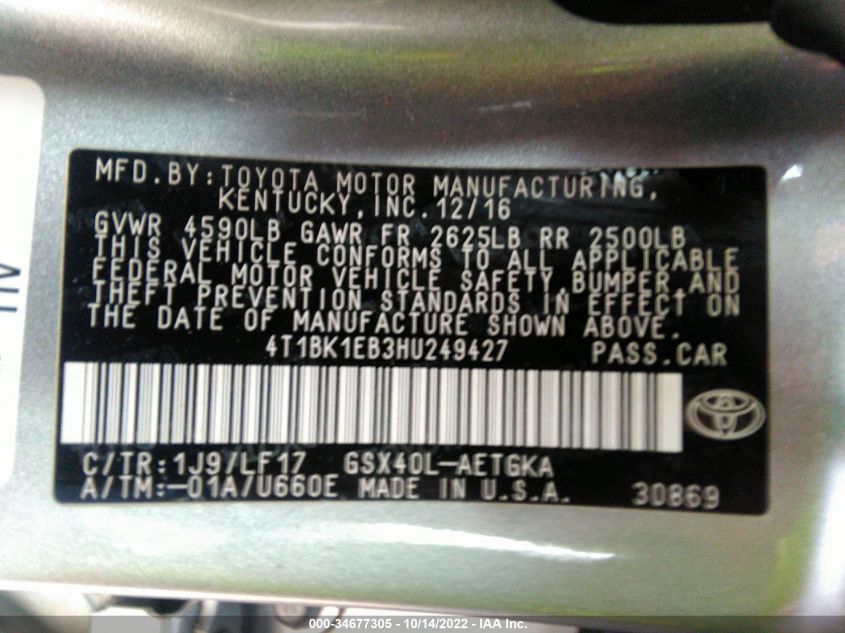 MFD.BY:TOYOTA MOTOR MANUFACTURING,
KENTUCKY,INC.12/16
GVWR 4590LB GAWR FR 2625LB RR 2500LB
THIS VEHICLE CONFORMS TO ALL APPLICABLE
FEDERAL MOTOR VEHICLE SAFETY,BUMPER,AND
THEFT PREVENTION STANDARDS IN EFFECT ON
THE DATE OF MANUFACTURE SHOWN ABOVE.
4T1BK1EB3HU249427 PASS.CAR
C/TR:1J9/LF17 GSX40L-AETGKA
A/TM:-01A/U660E MADE IN U.S.A. 30869
000-34677305 - 10/14/2022 - IAA Inc.